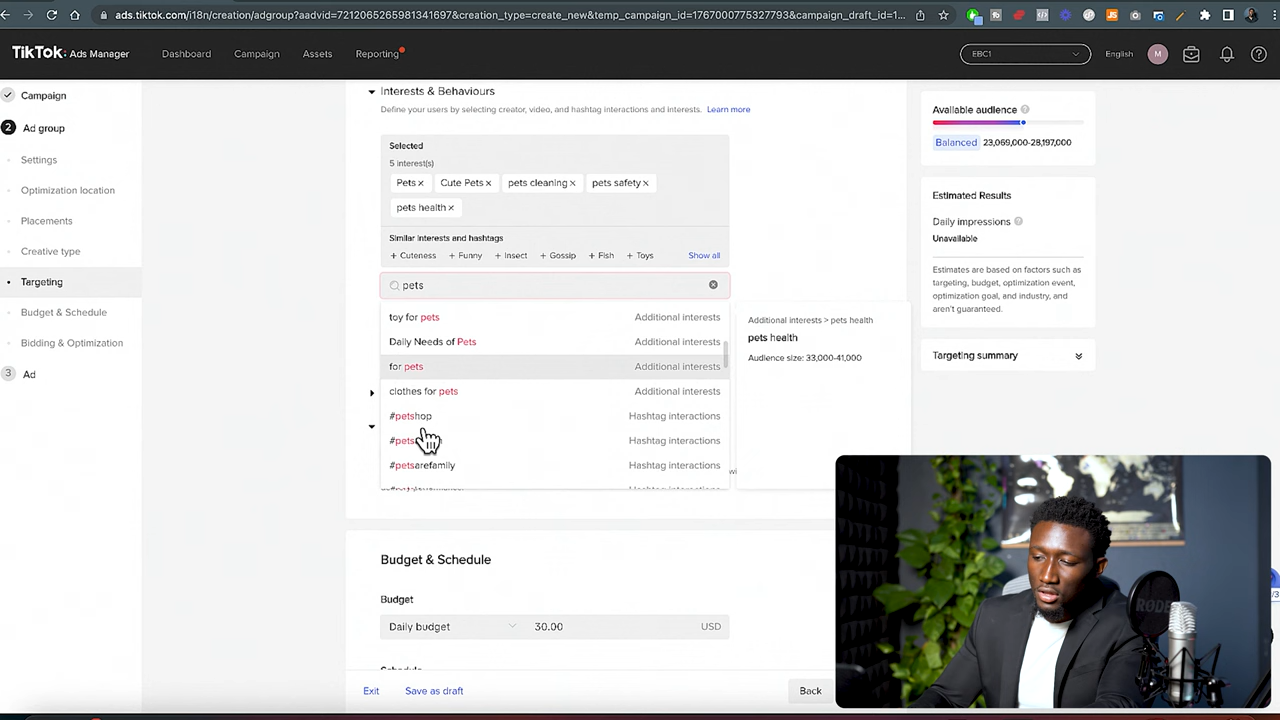 ads.tiktok.com/i18n/creation/adGroup?aadvid=7212065265981341697&creation_type=create_new&temp_campaign_id=1767000775327793&campaign_draft_id=1...
TikTok: Ads Manager
Dashboard
Campaign
Assets
Reporting
EBC1
English
M
Campaign
2 Ad group
Settings
Optimization location
Placements
Creative type
Targeting
Budget & Schedule
Bidding & Optimization
3 Ad
Interests & Behaviours
Define your users by selecting creator, video, and hashtag interactions and interests. Learn more
Selected
5 interest(s)
Pets × Cute Pets × pets cleaning × pets safety ×
pets health ×
Similar interests and hashtags
+ Cuteness + Funny + Insect + Gossip + Fish + Toys Show all
pets
toy for pets Additional interests
Daily Needs of Pets Additional interests
for pets Additional interests
clothes for pets Additional interests
#petshop Hashtag interactions
#pets Hashtag interactions
#petsarefamily Hashtag interactions
Additional interests > pets health
pets health
Audience size: 33,000-41,000
Budget & Schedule
Budget
Daily budget 30.00 USD
Schedule
Exit
Save as draft
Back
Available audience
Balanced 23,069,000-28,197,000
Estimated Results
Daily impressions
Unavailable
Estimates are based on factors such as
targeting, budget, optimization event,
optimization goal, and industry, and
aren't guaranteed.
Targeting summary
RODE